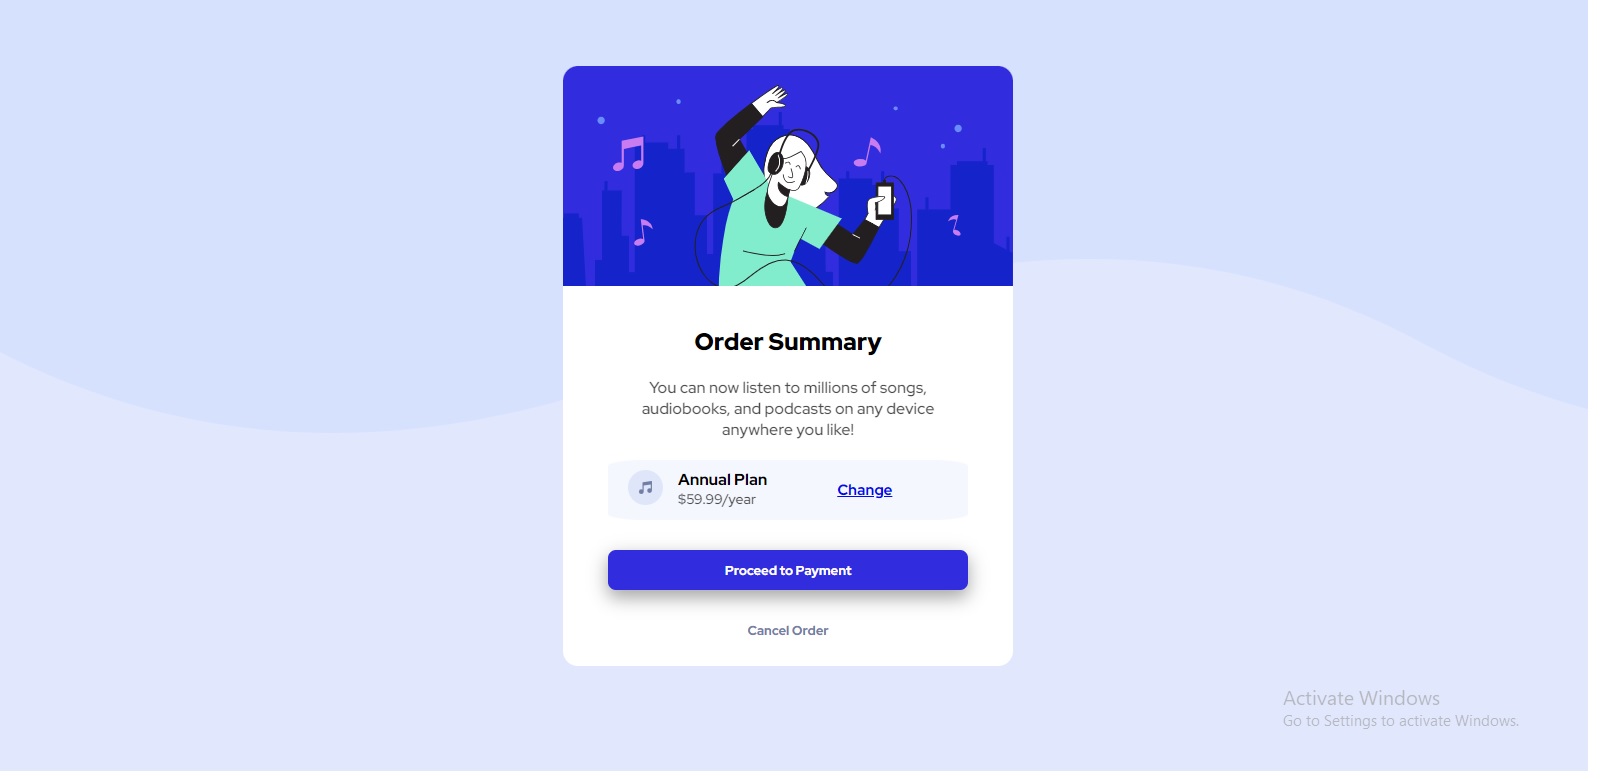 Order Summary
You can now listen to millions of songs,
audiobooks, and podcasts on any device
anywhere you like!
Annual Plan
$59.99/year
Change
Proceed to Payment
Cancel Order
Activate Windows
Go to Settings to activate Windows.